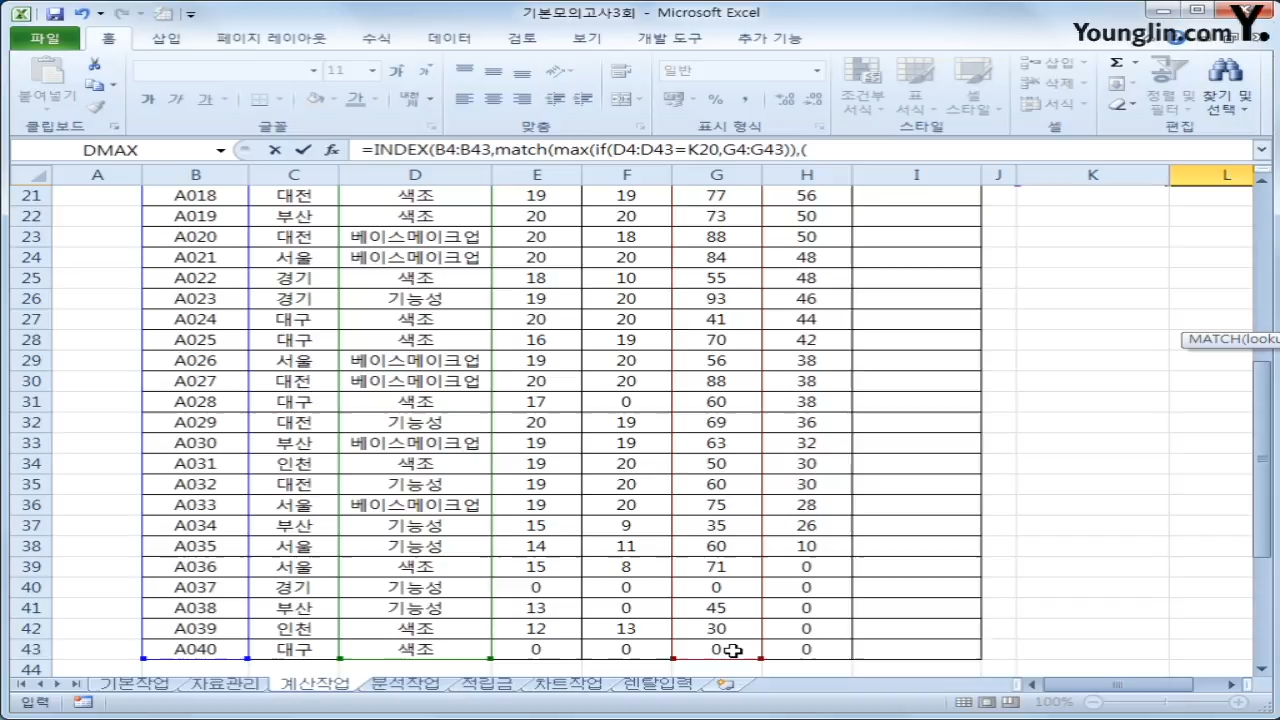 기본모의고사3회 - Microsoft Excel
Younglin.com Y.
파일 홈 삽입 페이지 레이아웃 수식 데이터 검토 보기 개발 도구 추가 기능
붙여넣기 11 가 가 일반 조건부 서식 표 서식 셀 스타일 삽입 삭제 서식 Σ 정렬 및 필터 찾기 및 선택
가 가 가 가 % ,
클립보드 글꼴 맞춤 표시 형식 스타일 셀 편집
DMAX fx =INDEX(B4:B43,match(max(if(D4:D43=K20,G4:G43)),(
A B C D E F G H I J K L
21 A018 대전 색조 19 19 77 56
22 A019 부산 색조 20 20 73 50
23 A020 대전 베이스메이크업 20 18 88 50
24 A021 서울 베이스메이크업 20 20 84 48
25 A022 경기 색조 18 10 55 48
26 A023 경기 기능성 19 20 93 46
27 A024 대구 색조 20 20 41 44
28 A025 대구 색조 16 19 70 42
MATCH(looku
29 A026 서울 베이스메이크업 19 20 56 38
30 A027 대전 베이스메이크업 20 20 88 38
31 A028 대구 색조 17 0 60 38
32 A029 대전 기능성 20 19 69 36
33 A030 부산 베이스메이크업 19 19 63 32
34 A031 인천 색조 19 20 50 30
35 A032 대전 기능성 19 20 60 30
36 A033 서울 베이스메이크업 19 20 75 28
37 A034 부산 기능성 15 9 35 26
38 A035 서울 기능성 14 11 60 10
39 A036 서울 색조 15 8 71 0
40 A037 경기 기능성 0 0 0 0
41 A038 부산 기능성 13 0 45 0
42 A039 인천 색조 12 13 30 0
43 A040 대구 색조 0 0 0 0
44
기본작업 자료관리 계산작업 분석작업 적립금 차트작업 렌탈입력
입력 100%